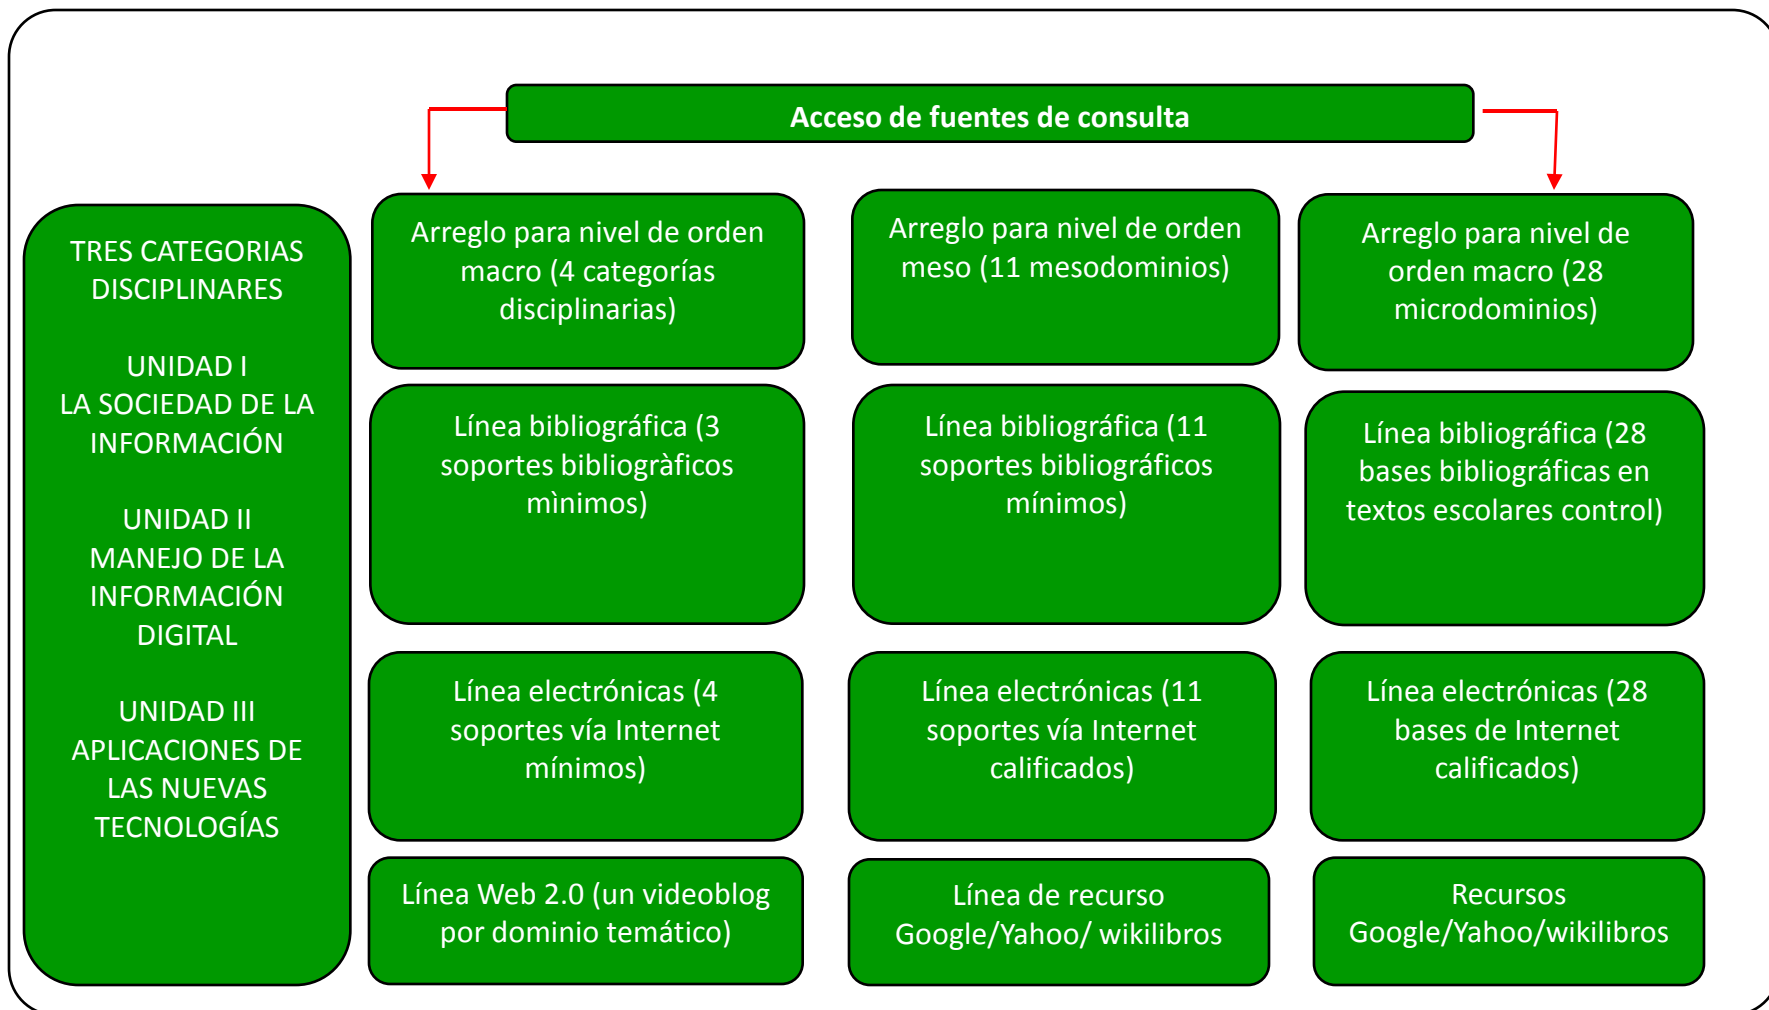 Acceso de fuentes de consulta
TRES CATEGORIAS
DISCIPLINARES
UNIDAD I
LA SOCIEDAD DE LA
INFORMACIÓN
UNIDAD II
MANEJO DE LA
INFORMACIÓN
DIGITAL
UNIDAD III
APLICACIONES DE
LAS NUEVAS
TECNOLOGÍAS
Arreglo para nivel de orden
macro (4 categorías
disciplinarias)
Arreglo para nivel de orden
meso (11 mesodominios)
Arreglo para nivel de
orden macro (28
microdominios)
Línea bibliográfica (3
soportes bibliogràficos
mìnimos)
Línea bibliográfica (11
soportes bibliográficos
mínimos)
Línea bibliográfica (28
bases bibliográficas en
textos escolares control)
Línea electrónicas (4
soportes vía Internet
mínimos)
Línea electrónicas (11
soportes vía Internet
calificados)
Línea electrónicas (28
bases de Internet
calificados)
Línea Web 2.0 (un videoblog
por dominio temático)
Línea de recurso
Google/Yahoo/ wikilibros
Recursos
Google/Yahoo/wikilibros